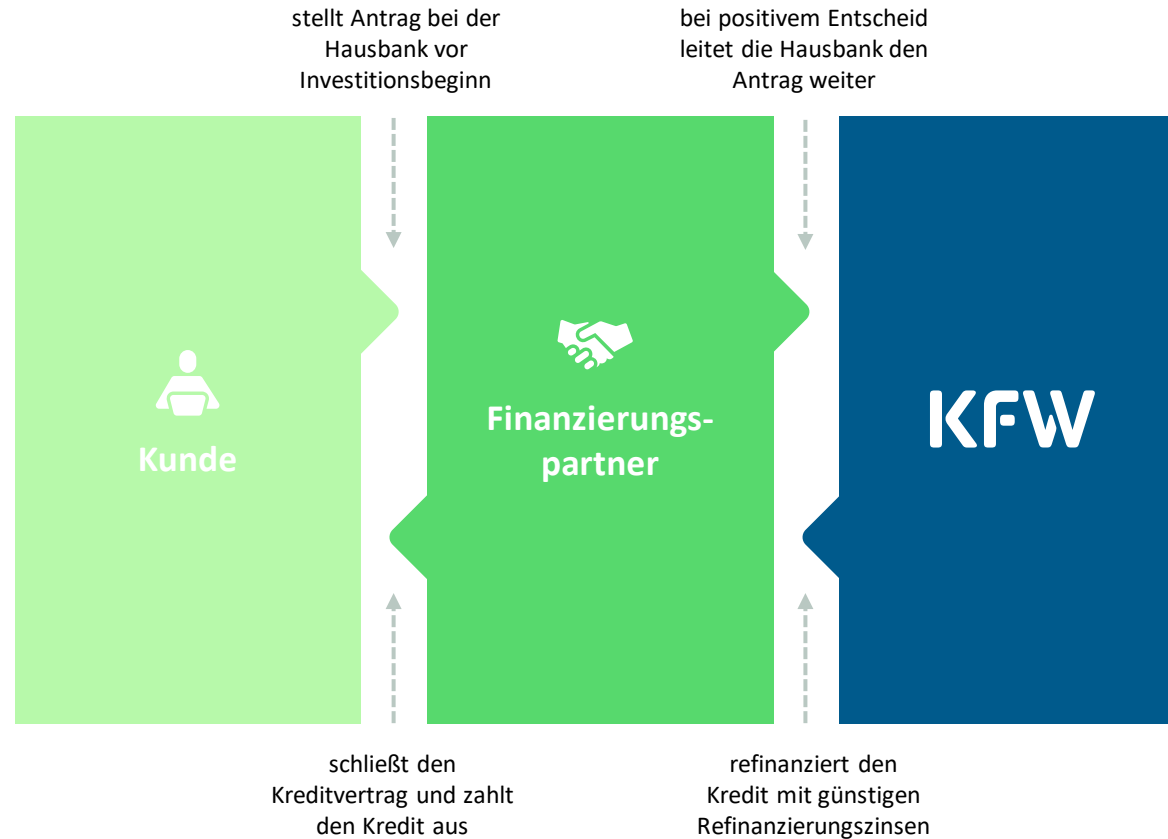 stellt Antrag bei der
Hausbank vor
Investitionsbeginn
bei positivem Entscheid
leitet die Hausbank den
Antrag weiter
Kunde
Finanzierungs-
partner
KFW
schließt den
Kreditvertrag und zahlt
den Kredit aus
refinanziert den
Kredit mit günstigen
Refinanzierungszinsen